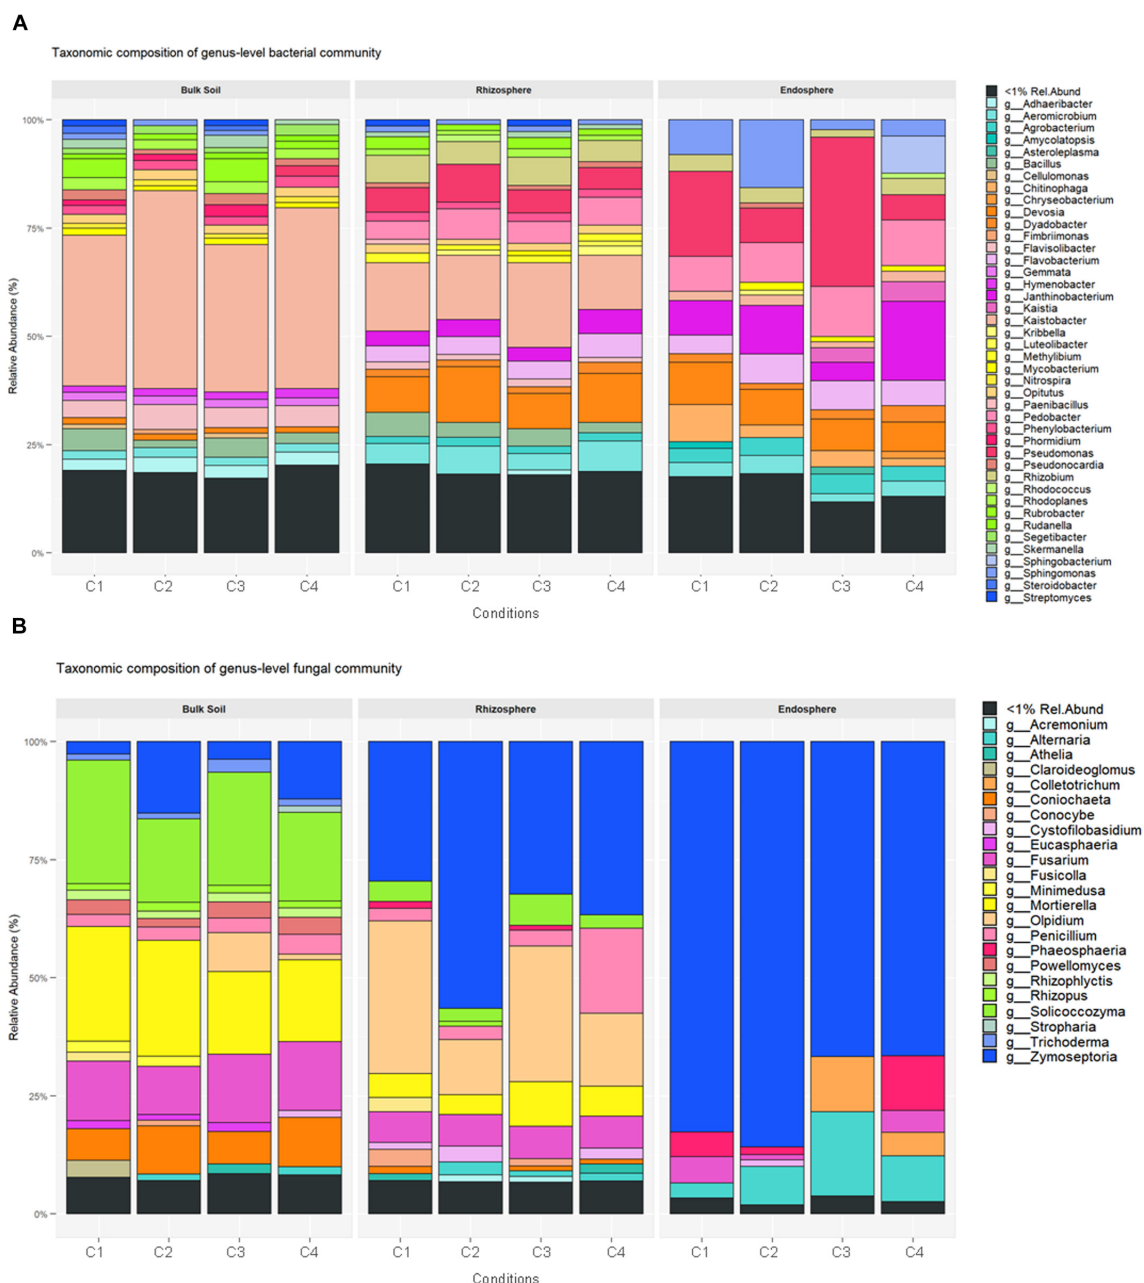 A
Taxonomic composition of genus-level bacterial community
Bulk Soil
Rhizosphere
Endosphere
100%
75%
50%
25%
0%
Relative Abundance (%)
C1
C2
C3
C4
C1
C2
C3
C4
C1
C2
C3
C4
Conditions
<1% Rel.Abund
g__Adhaeribacter
g__Aeromicrobium
g__Agrobacterium
g__Amycolatopsis
g__Asteroleplasma
g__Bacillus
g__Cellulomonas
g__Chitinophaga
g__Chryseobacterium
g__Devosia
g__Dyadobacter
g__Fimbriimonas
g__Flavisolibacter
g__Flavobacterium
g__Gemmata
g__Hymenobacter
g__Janthinobacterium
g__Kaistia
g__Kaistobacter
g__Kribbella
g__Luteolibacter
g__Methylibium
g__Mycobacterium
g__Nitrospira
g__Opitutus
g__Paenibacillus
g__Pedobacter
g__Phenylobacterium
g__Phormidium
g__Pseudomonas
g__Pseudonocardia
g__Rhizobium
g__Rhodococcus
g__Rhodoplanes
g__Rubrobacter
g__Rudanella
g__Segetibacter
g__Skermanella
g__Sphingobacterium
g__Sphingomonas
g__Steroidobacter
g__Streptomyces
B
Taxonomic composition of genus-level fungal community
Bulk Soil
Rhizosphere
Endosphere
100%
75%
50%
25%
0%
Relative Abundance (%)
C1
C2
C3
C4
C1
C2
C3
C4
C1
C2
C3
C4
Conditions
<1% Rel.Abund
g__Acremonium
g__Alternaria
g__Athelia
g__Claroideoglomus
g__Colletotrichum
g__Coniochaeta
g__Conocybe
g__Cystofilobasidium
g__Eucasphaeria
g__Fusarium
g__Fusicolla
g__Minimedusa
g__Mortierella
g__Olpidium
g__Penicillium
g__Phaeosphaeria
g__Powellomyces
g__Rhizophlyctis
g__Rhizopus
g__Solicoccozyma
g__Stropharia
g__Trichoderma
g__Zymoseptoria